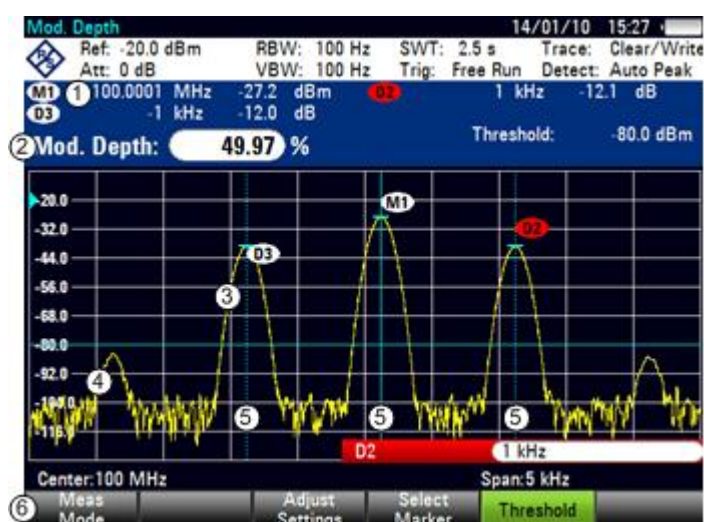 Mod. Depth 14/01/10 15:27
Ref: -20.0 dBm RBW: 100 Hz SWT: 2.5 s Trace: Clear/Write
Att: 0 dB VBW: 100 Hz Trig: Free Run Detect: Auto Peak
M1 1 100.0001 MHz -27.2 dBm D2 1 kHz -12.1 dB
D3 -1 kHz -12.0 dB
2 Mod. Depth: 49.97 % Threshold: -80.0 dBm
-20.0
M1
-32.0
D2
-44.0
D3
-56.0
3
-68.0
-80.0
-92.0
4
5 5 5
D2 1 kHz
Center:100 MHz Span:5 kHz
6 Meas Mode
Adjust Settings
Select Marker
Threshold